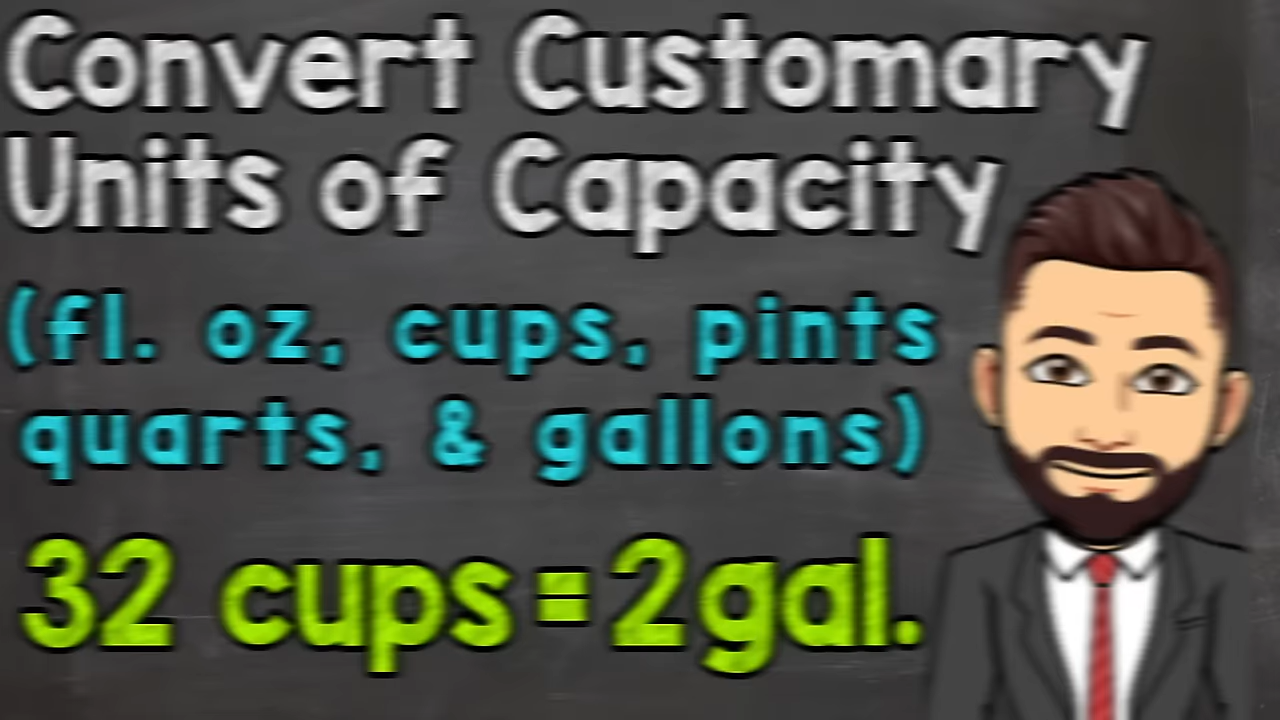 Convert Customary
Units of Capacity
(fl. oz, cups, pints
quarts, & gallons)
32 cups = 2gal.